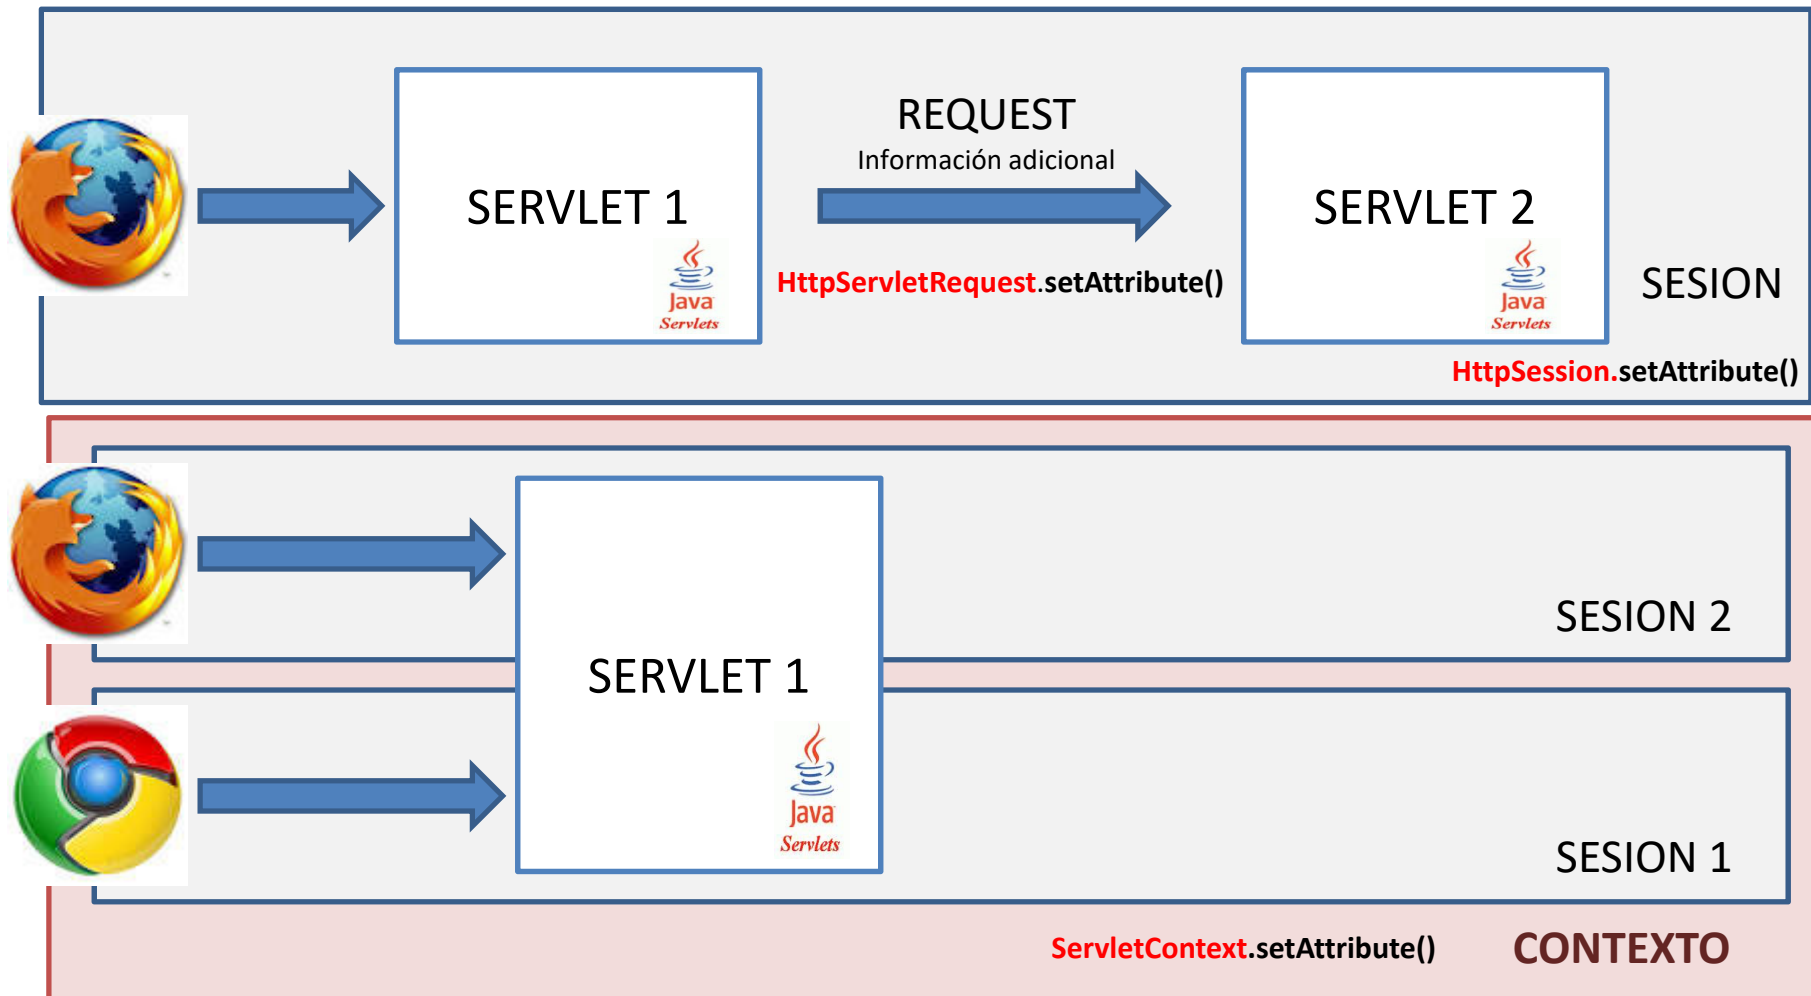 REQUEST
Información adicional
SERVLET 1
SERVLET 2
Java
Servlets
HttpServletRequest.setAttribute()
Java
Servlets
SESION
HttpSession.setAttribute()
SESION 2
SERVLET 1
Java
Servlets
SESION 1
ServletContext.setAttribute()
CONTEXTO